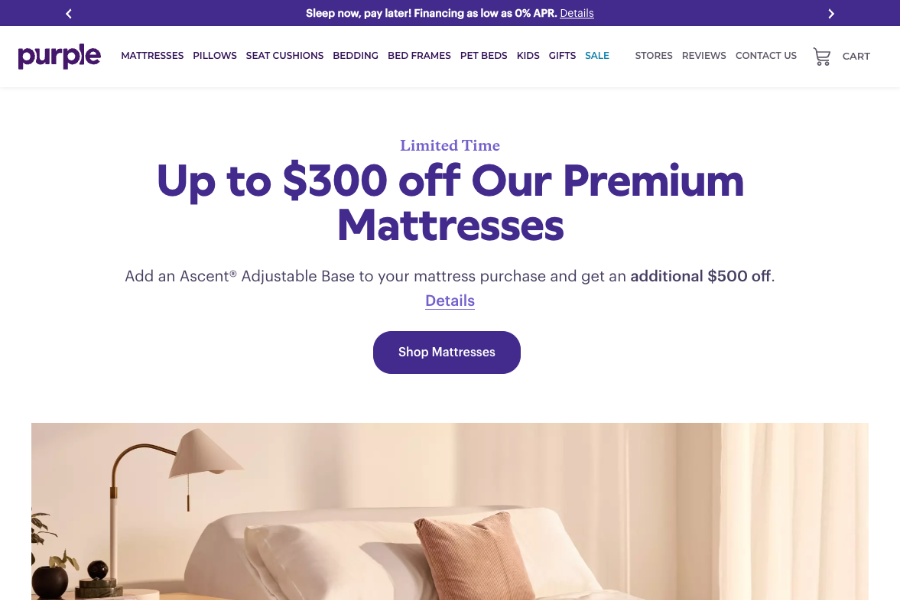 Sleep now, pay later! Financing as low as 0% APR. Details
purple MATTRESSES PILLOWS SEAT CUSHIONS BEDDING BED FRAMES PET BEDS KIDS GIFTS SALE STORES REVIEWS CONTACT US CART
Limited Time
Up to $300 off Our Premium
Mattresses
Add an Ascent® Adjustable Base to your mattress purchase and get an additional $500 off.
Details
Shop Mattresses